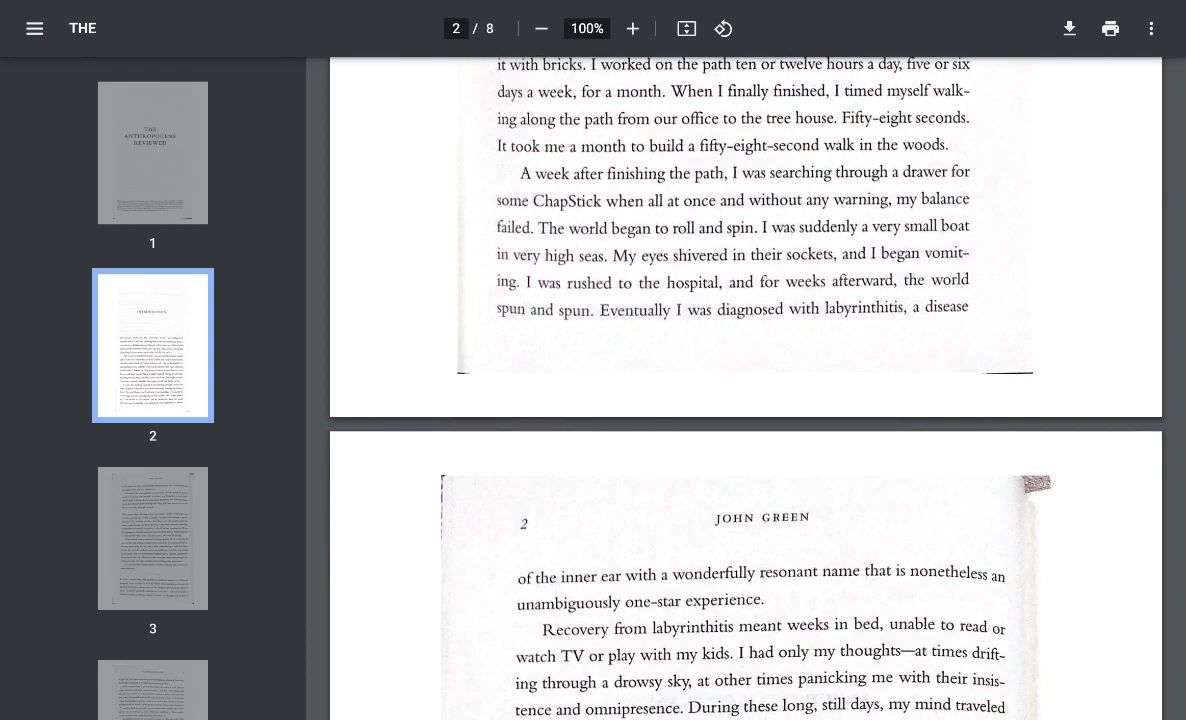 THE
2 / 8
100%
THE
ANTHROPOCENE
REVIEWED
1
INTRODUCTION
2
3
it with bricks. I worked on the path ten or twelve hours a day, five or six
days a week, for a month. When I finally finished, I timed myself walk-
ing along the path from our office to the tree house. Fifty-eight seconds.
It took me a month to build a fifty-eight-second walk in the woods.
A week after finishing the path, I was searching through a drawer for
some ChapStick when all at once and without any warning, my balance
failed. The world began to roll and spin. I was suddenly a very small boat
in very high seas. My eyes shivered in their sockets, and I began vomit-
ing. I was rushed to the hospital, and for weeks afterward, the world
spun and spun. Eventually I was diagnosed with labyrinthitis, a disease
2
JOHN GREEN
of the inner ear with a wonderfully resonant name that is nonetheless an
unambiguously one-star experience.
Recovery from labyrinthitis meant weeks in bed, unable to read or
watch TV or play with my kids. I had only my thoughts—at times drift-
ing through a drowsy sky, at other times panicking me with their insis-
tence and omnipresence. During these long, still days, my mind traveled